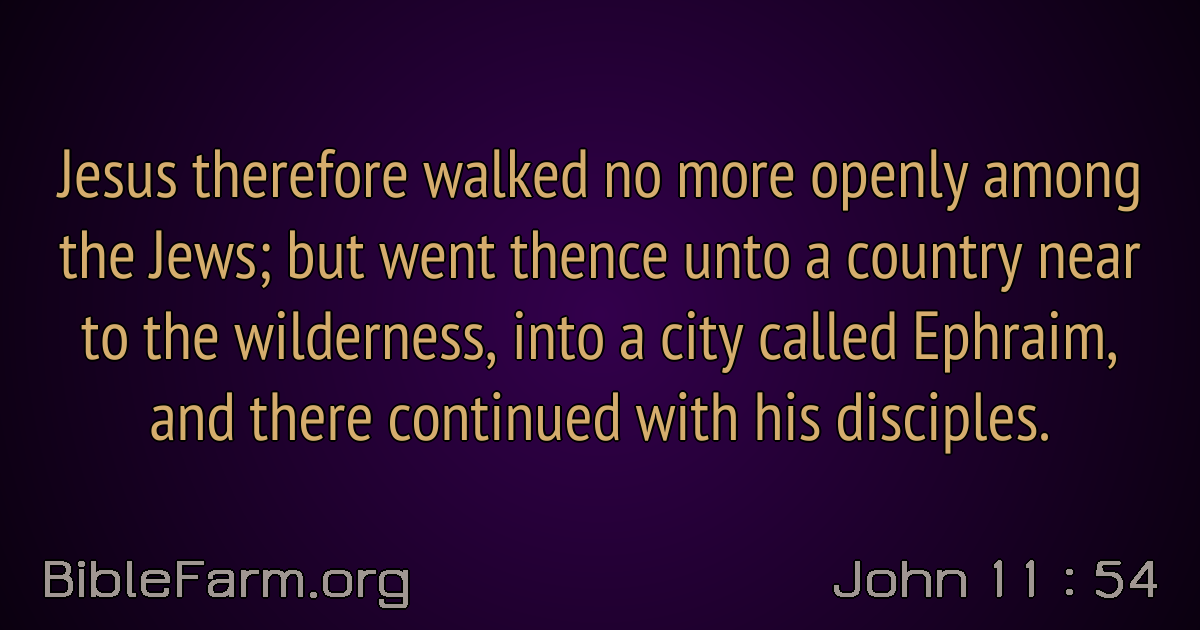 Jesus therefore walked no more openly among
the Jews; but went thence unto a country near
to the wilderness, into a city called Ephraim,
and there continued with his disciples.
BibleFarm.org
John 11 : 54